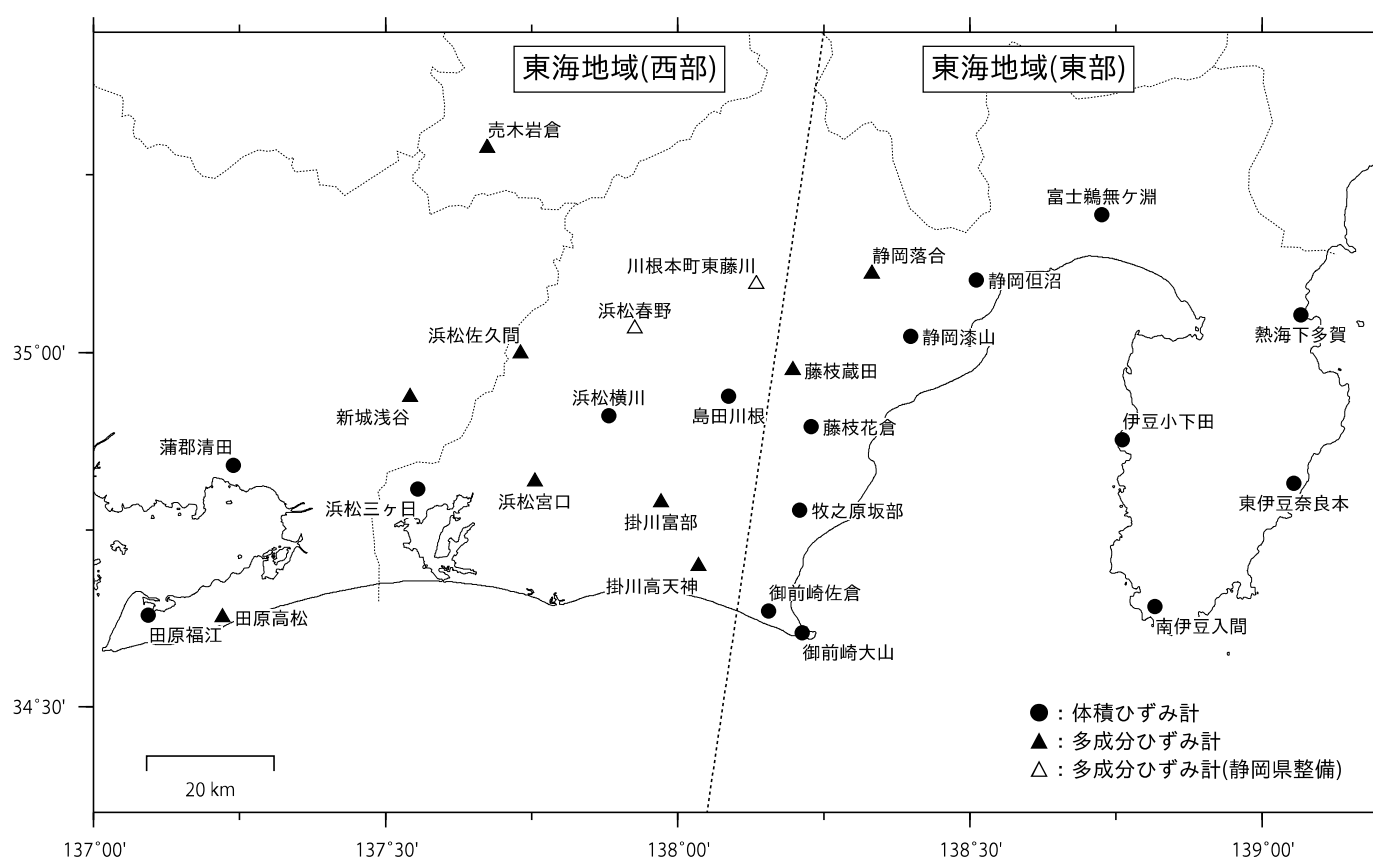 東海地域(西部)
東海地域(東部)
売木岩倉
富士鵜無ケ淵
静岡落合
川根本町東藤川
静岡但沼
浜松春野
浜松佐久間
静岡漆山
熱海下多賀
35°00'
藤枝蔵田
浜松横川
新城浅谷
島田川根
藤枝花倉
伊豆小下田
蒲郡清田
浜松宮口
東伊豆奈良本
浜松三ヶ日
掛川富部
牧之原坂部
掛川高天神
御前崎佐倉
田原高松
田原福江
南伊豆入間
御前崎大山
34°30'
●：体積ひずみ計
▲：多成分ひずみ計
△：多成分ひずみ計(静岡県整備)
20 km
137°00'
137°30'
138°00'
138°30'
139°00'